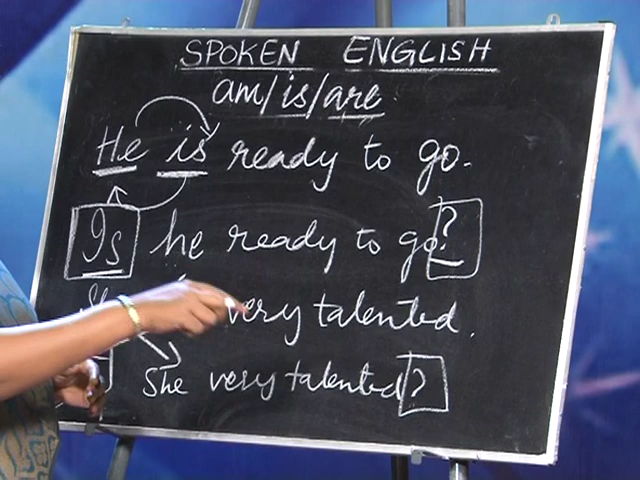 SPOKEN ENGLISH
am/is/are
He is ready to go.
Is he ready to go?
very talented.
She very talented?